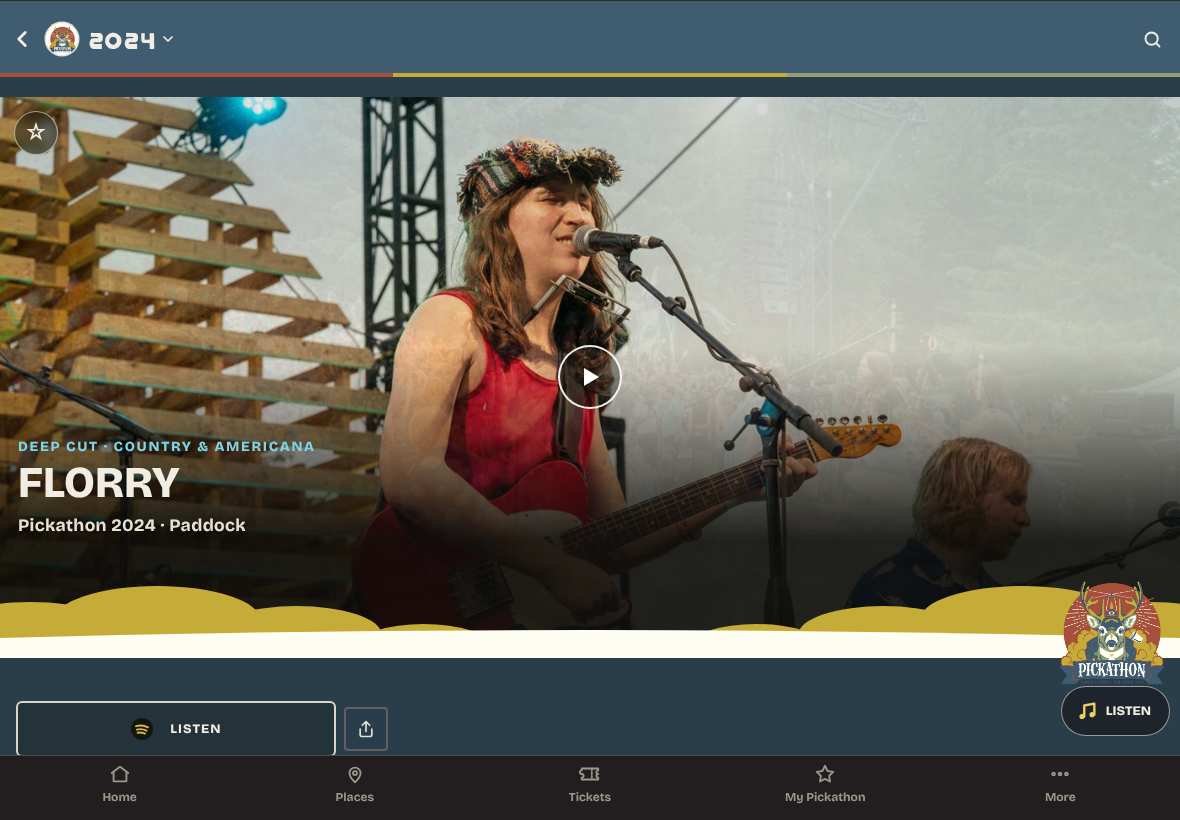 2024
DEEP CUT · COUNTRY & AMERICANA
FLORRY
Pickathon 2024 · Paddock
PICKATHON
LISTEN
LISTEN
Home
Places
Tickets
My Pickathon
More